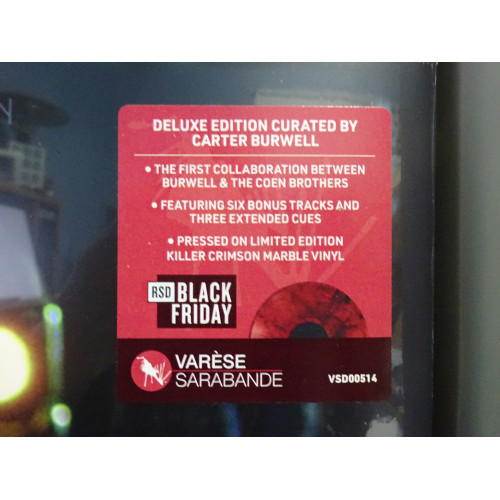 N
DELUXE EDITION CURATED BY
CARTER BURWELL
• THE FIRST COLLABORATION BETWEEN
BURWELL & THE COEN BROTHERS
• FEATURING SIX BONUS TRACKS AND
THREE EXTENDED CUES
• PRESSED ON LIMITED EDITION
KILLER CRIMSON MARBLE VINYL
RSD BLACK
FRIDAY
VARÈSE
SARABANDE
VSD00514